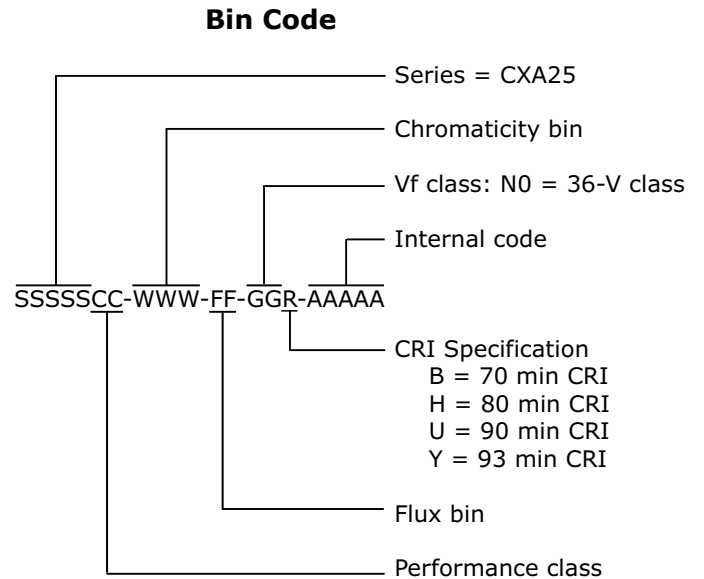 Bin Code
Series = CXA25
Chromaticity bin
Vf class: N0 = 36-V class
Internal code
SSSSSCC-WWW-FF-GGR-AAAAA
CRI Specification
B = 70 min CRI
H = 80 min CRI
U = 90 min CRI
Y = 93 min CRI
Flux bin
Performance class